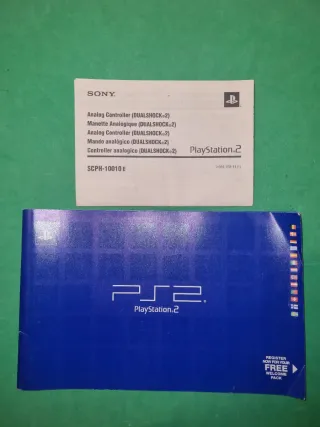 SONY
PlayStation
Analog Controller (DUALSHOCK®2)
Manette Analogique (DUALSHOCK®2)
Analog Controller (DUALSHOCK®2)
Mando analógico (DUALSHOCK®2)
Controller analogico (DUALSHOCK®2)
PlayStation®2
SCPH-10010 E
PS2
PlayStation®2
REGISTER
NOW FOR YOUR
FREE
WELCOME
PACK